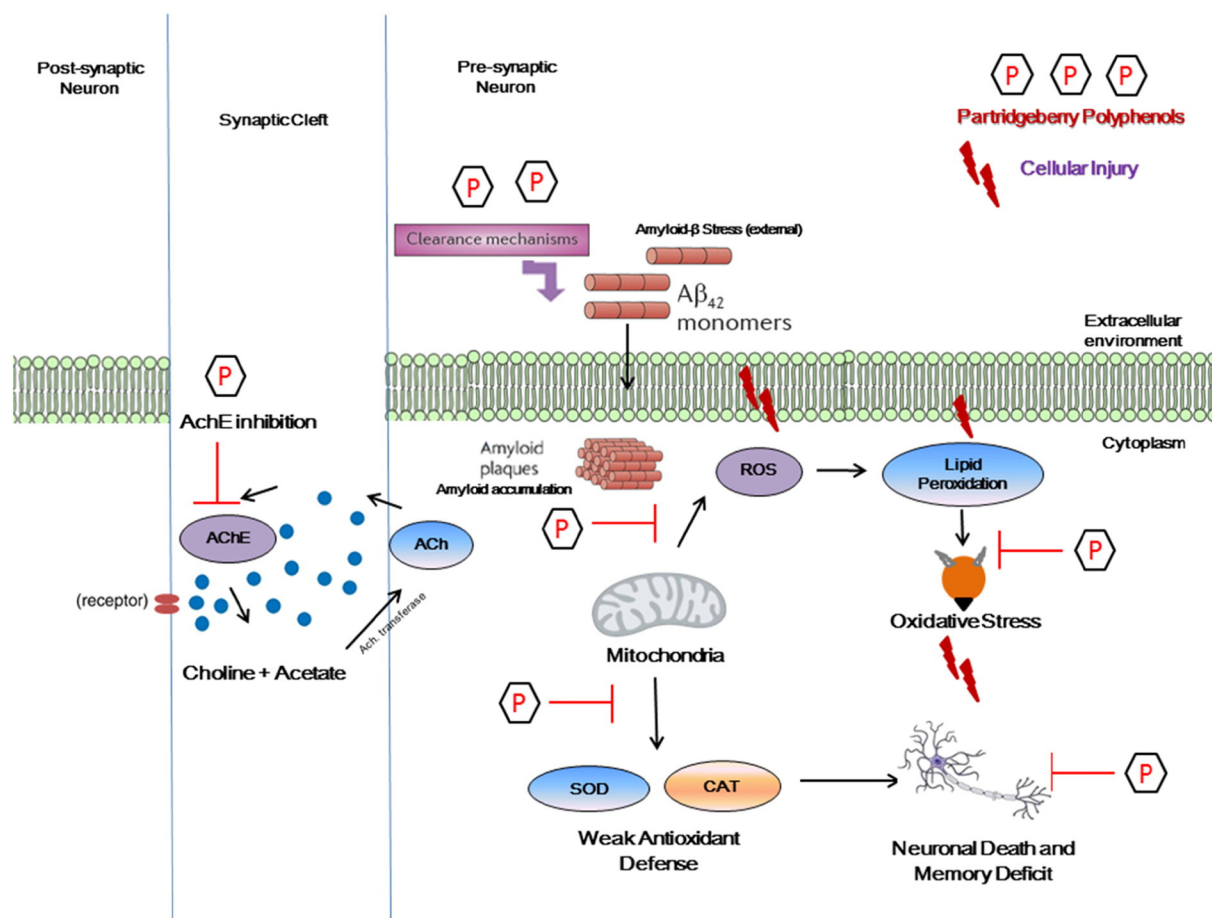 Post-synaptic
Neuron
Synaptic Cleft
Pre-synaptic
Neuron
P P P
Partridgeberry Polyphenols
Cellular Injury
P P
Clearance mechanisms
Amyloid-β Stress (external)
Aβ42
monomers
Extracellular
environment
Cytoplasm
P
AchE inhibition
AChE
ACh
(receptor)
Ach. transferase
Choline + Acetate
Amyloid
plaques
Amyloid accumulation
P
ROS
Lipid
Peroxidation
P
Oxidative Stress
Mitochondria
P
SOD
CAT
Weak Antioxidant
Defense
P
Neuronal Death and
Memory Deficit